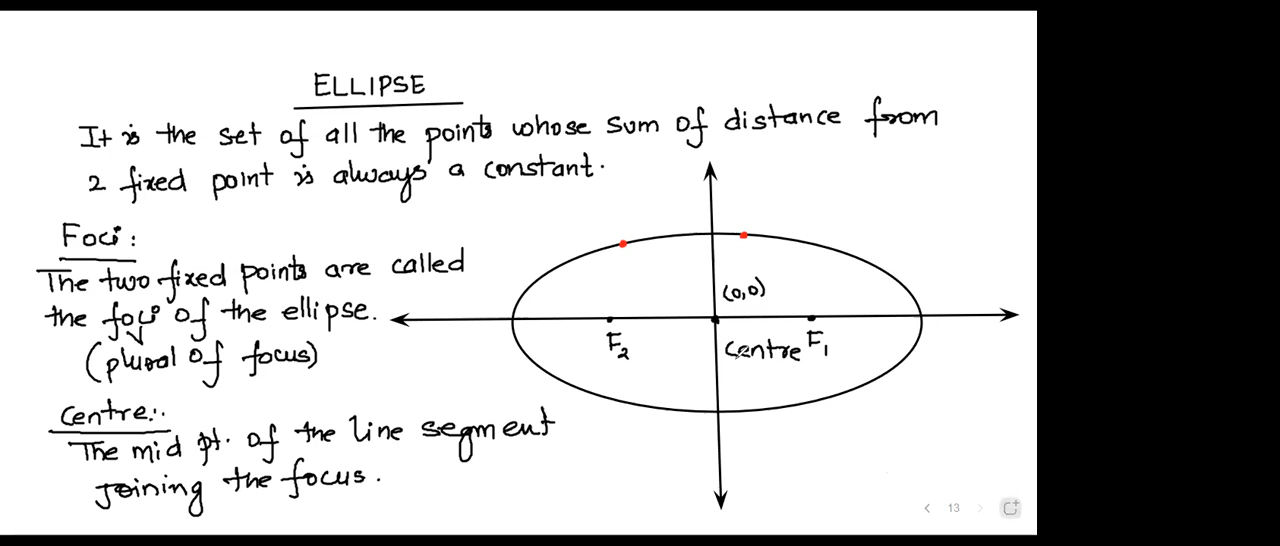 ELLIPSE
It is the set of all the points whose sum of distance from
2 fixed point is always a constant.
Foci:
The two fixed points are called
the foci of the ellipse.
(plural of focus)
Centre:.
The mid pt. of the line segment
Joining the focus.
(0,0)
F2
Centre
F1
< 13 >